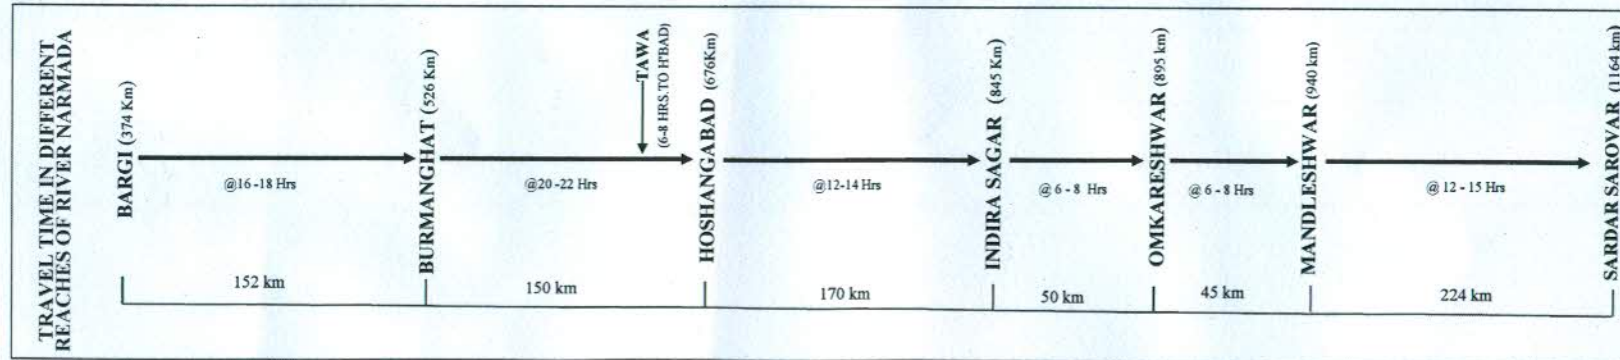 TRAVEL TIME IN DIFFERENT
REACHES OF RIVER NARMADA
BARGI (374 Km)
@16 -18 Hrs
BURMANGHAT (526 Km)
@20 -22 Hrs
TAWA
(6-8 HRS.TO H'BAD)
HOSHANGABAD (676Km)
@12-14 Hrs
INDIRA SAGAR (845 Km)
@ 6 - 8 Hrs
OMKARESHWAR (895 km)
@ 6 - 8 Hrs
MANDLESHWAR (940 km)
@ 12 - 15 Hrs
SARDAR SAROVAR (1164 km)
152 km
150 km
170 km
50 km
45 km
224 km